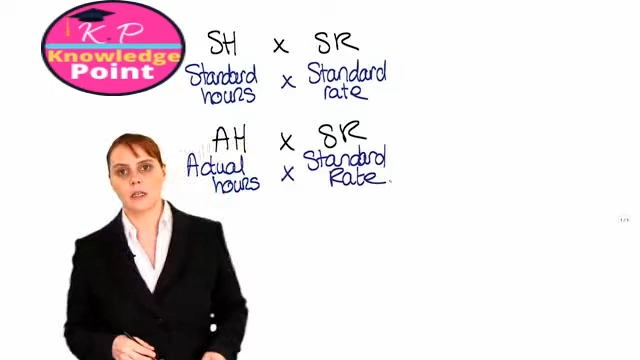 K.P
Knowledge
Point
SH x SR
Standard hours x Standard rate
AH x SR
Actual hours x Standard Rate.